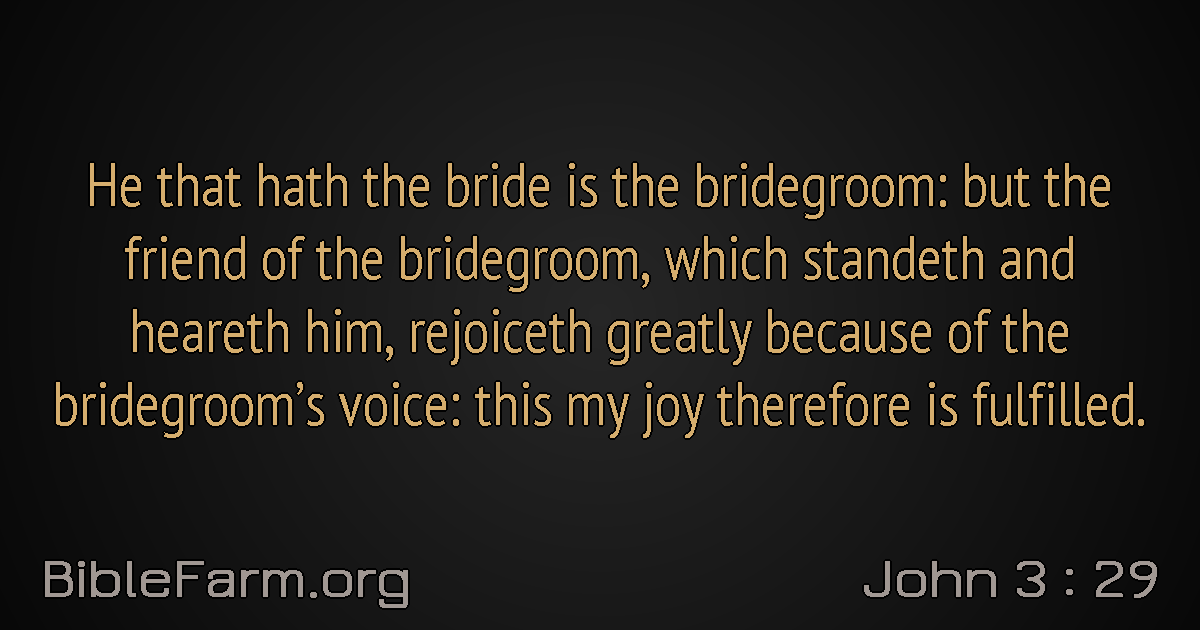 He that hath the bride is the bridegroom: but the
friend of the bridegroom, which standeth and
heareth him, rejoiceth greatly because of the
bridegroom’s voice: this my joy therefore is fulfilled.
BibleFarm.org
John 3 : 29